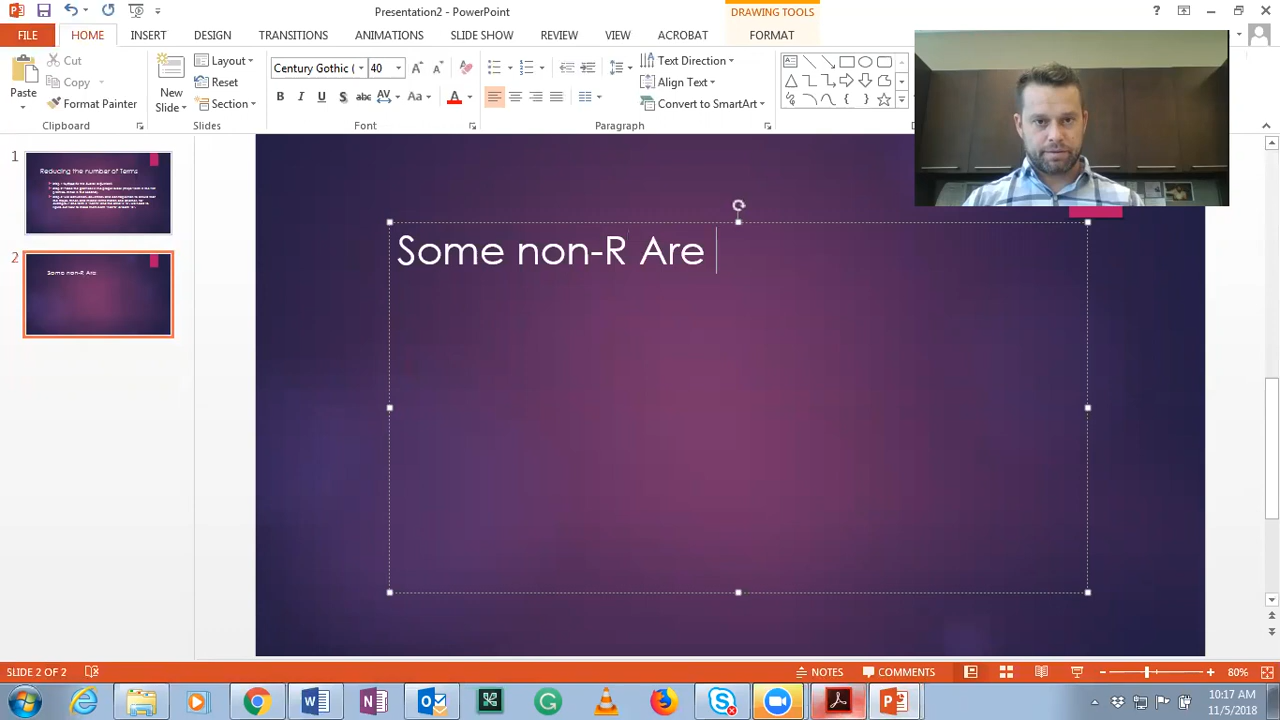 Presentation2 - PowerPoint
DRAWING TOOLS
FILE
HOME
INSERT
DESIGN
TRANSITIONS
ANIMATIONS
SLIDE SHOW
REVIEW
VIEW
ACROBAT
FORMAT
Paste
Cut
Copy
Format Painter
Clipboard
New
Slide
Layout
Reset
Section
Slides
Century Gothic (
40
Font
Text Direction
Align Text
Convert to SmartArt
Paragraph
1
Reducing the number of Terms
2
Some non-R Are
Some non-R Are
SLIDE 2 OF 2
NOTES
COMMENTS
80%
10:17 AM
11/5/2018